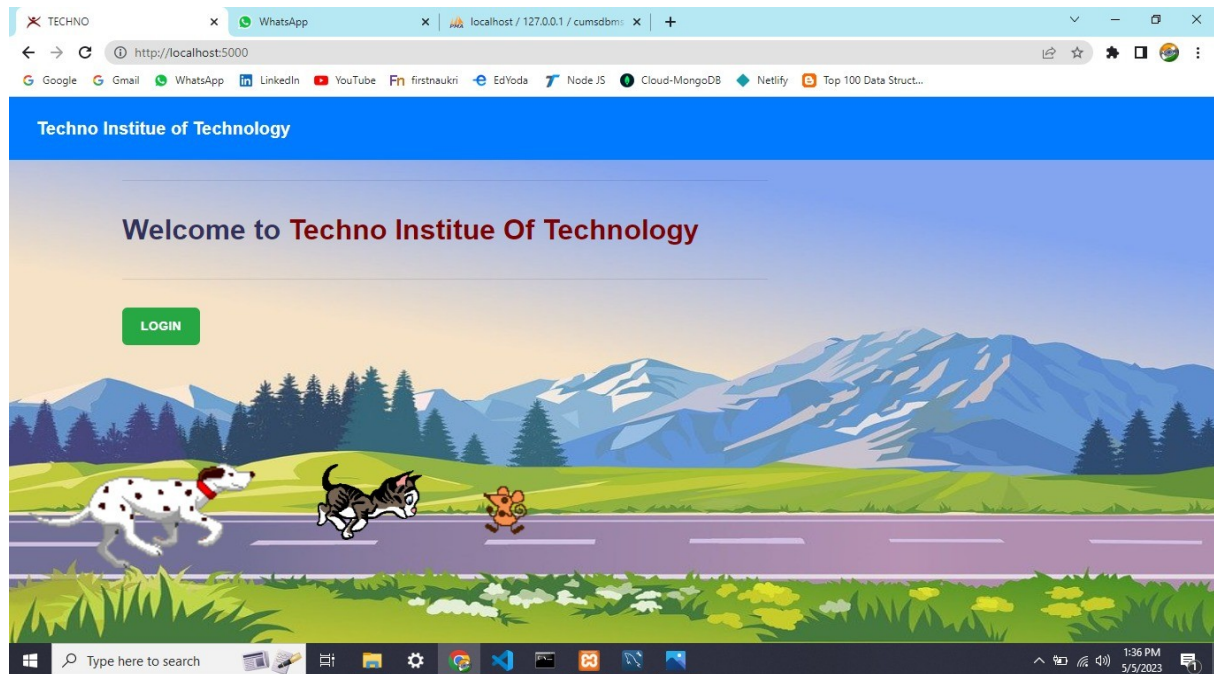 TECHNO
WhatsApp
localhost / 127.0.0.1 / cumsdbms
http://localhost:5000
Google Gmail WhatsApp LinkedIn YouTube Fn firstnaukri EdYoda Node JS Cloud-MongoDB Netlify Top 100 Data Struct...
Techno Institue of Technology
Welcome to Techno Institue Of Technology
LOGIN
Type here to search
1:36 PM
5/5/2023